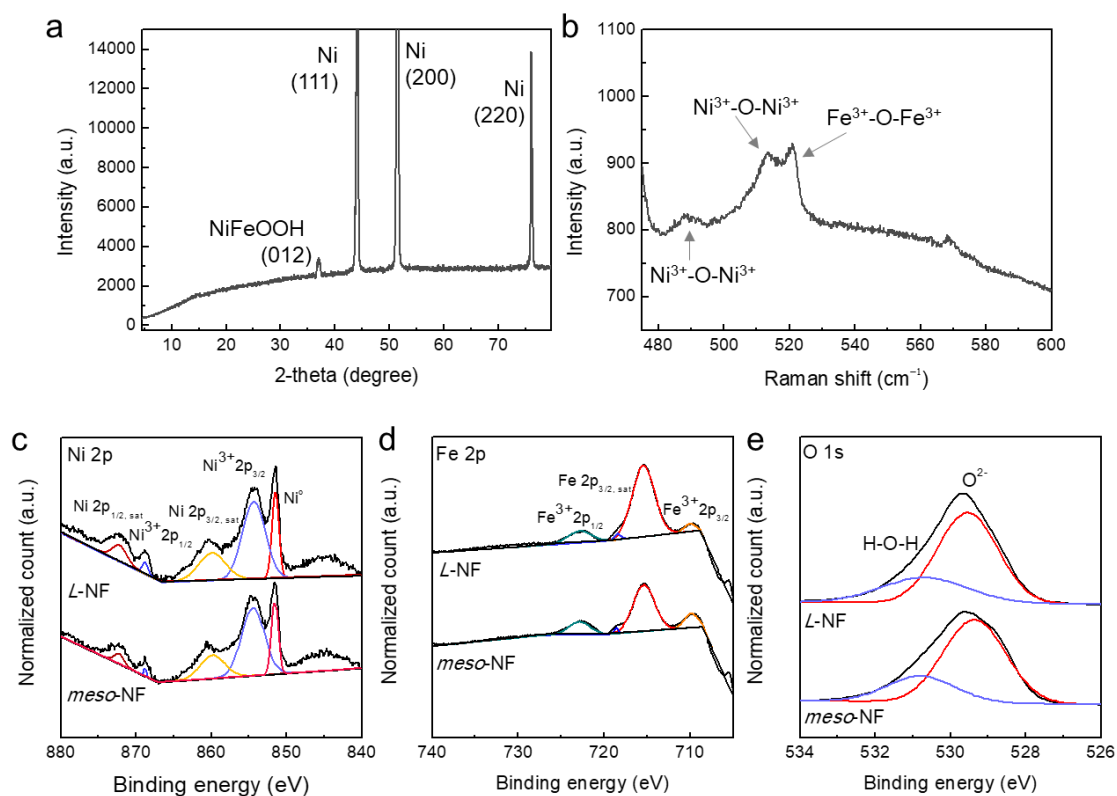 a
Intensity (a.u.)
14000
12000
10000
8000
6000
4000
2000
0
Ni
(111)
Ni
(200)
Ni
(220)
NiFeOOH
(012)
10 20 30 40 50 60 70
2-theta (degree)
b
Intensity (a.u.)
1100
1000
900
800
700
Ni³⁺-O-Ni³⁺
Fe³⁺-O-Fe³⁺
Ni³⁺-O-Ni³⁺
480 500 520 540 560 580 600
Raman shift (cm⁻¹)
c
Normalized count (a.u.)
Ni 2p
Ni³⁺ 2p₃/₂
Ni 2p₁/₂, sat
Ni³⁺ 2p₁/₂
Ni 2p₃/₂, sat
Ni°
L-NF
meso-NF
880 870 860 850 840
Binding energy (eV)
d
Normalized count (a.u.)
Fe 2p
Fe 2p₃/₂, sat
Fe³⁺ 2p₁/₂
Fe³⁺ 2p₃/₂
L-NF
meso-NF
740 730 720 710
Binding energy (eV)
e
Normalized count (a.u.)
O 1s
O²⁻
H-O-H
L-NF
meso-NF
534 532 530 528 526
Binding energy (eV)